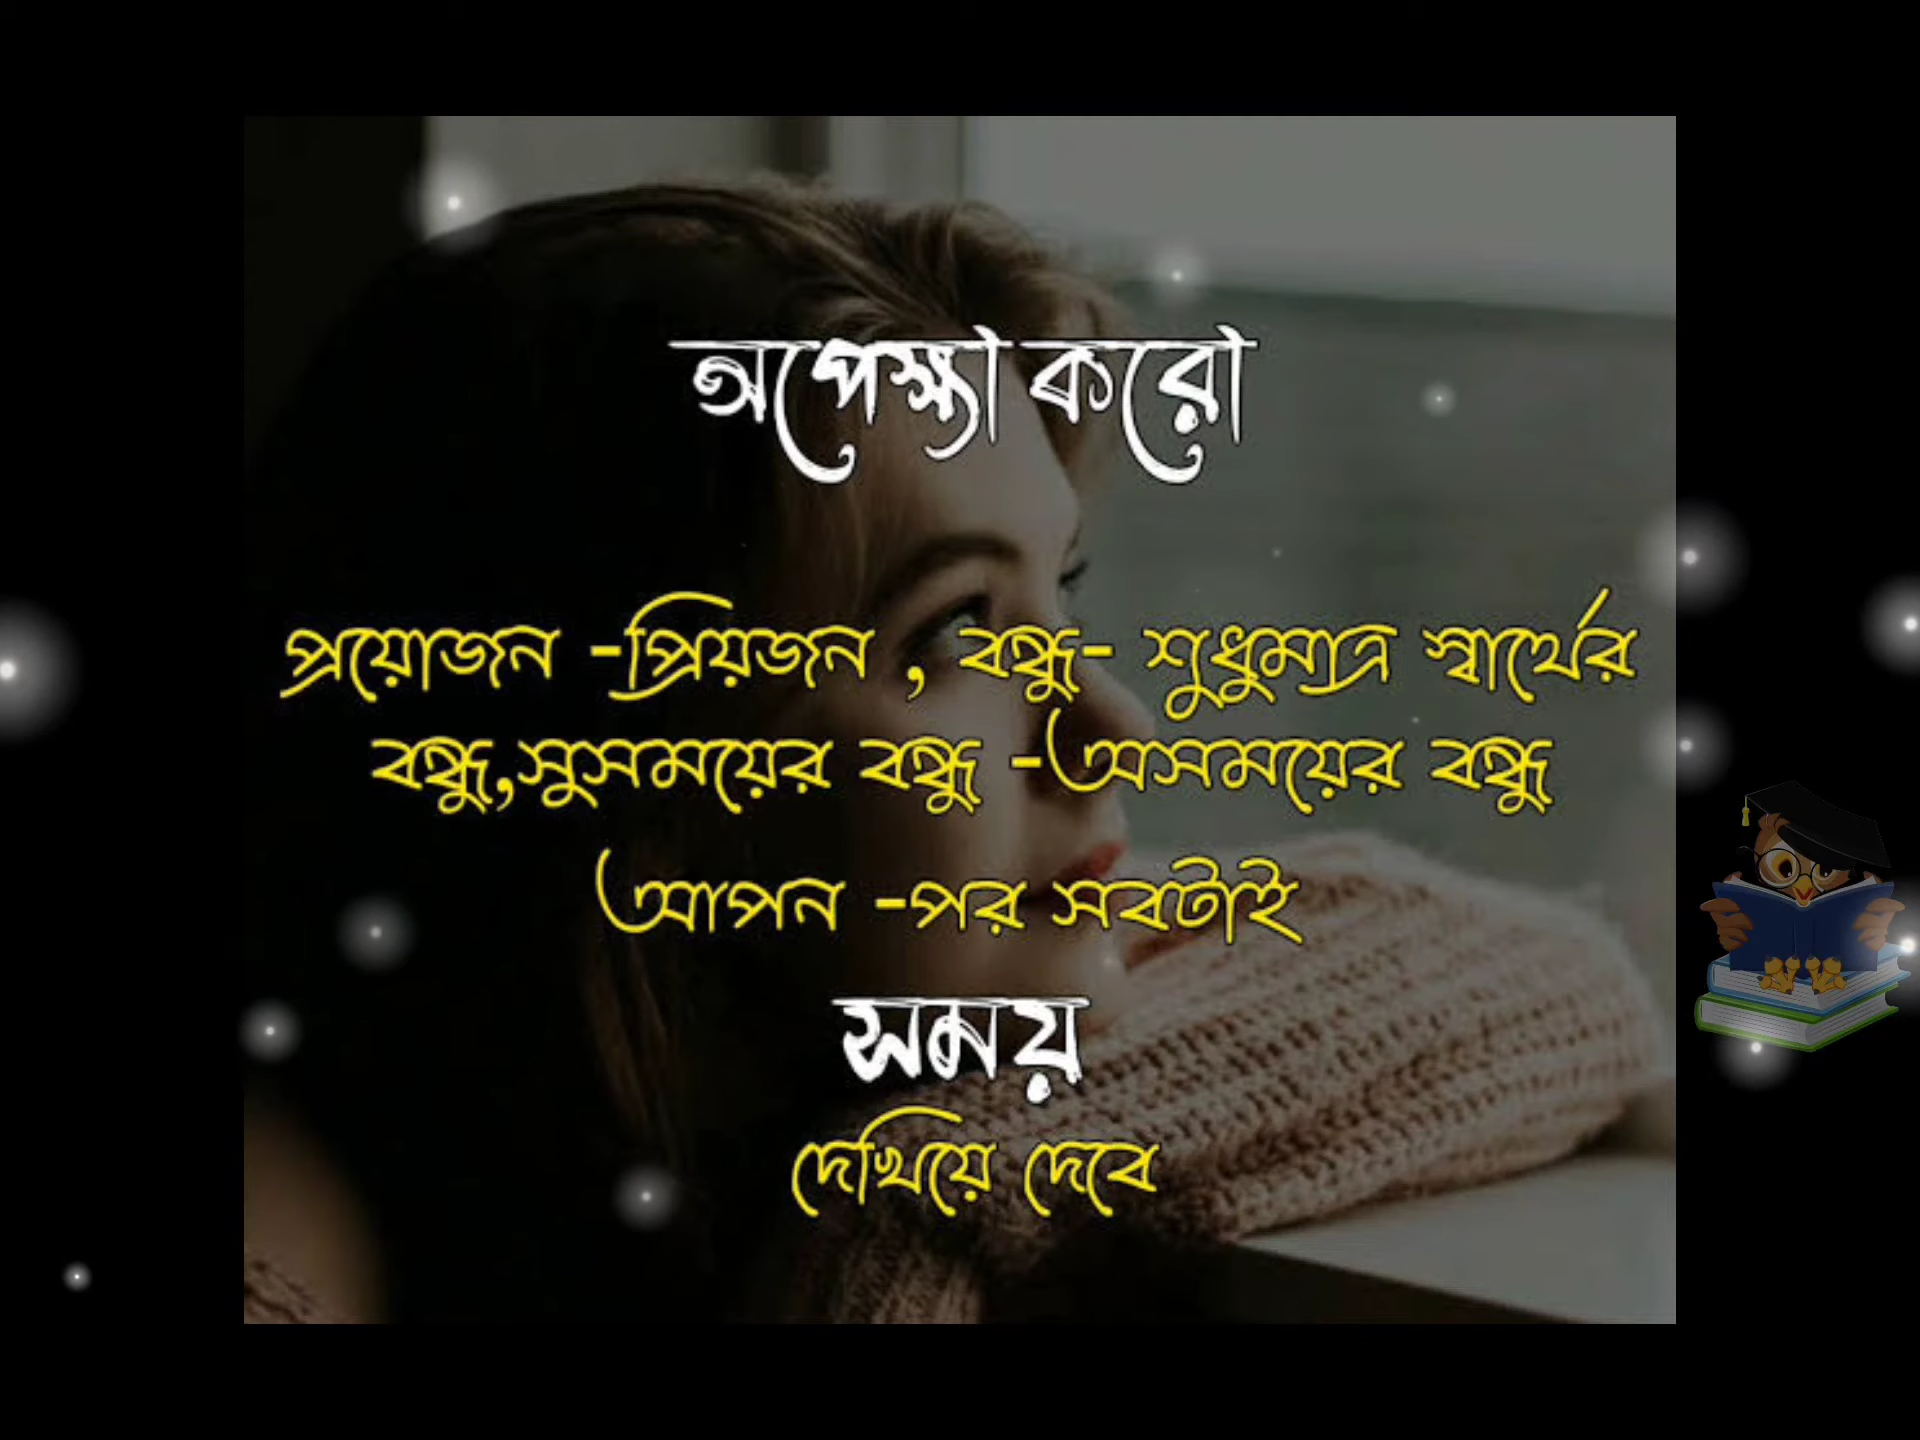 অপেক্ষা করো
প্রয়োজন -প্রিয়জন , বন্ধু- শুধুমাত্র স্বার্থের
বন্ধু,সুসময়ের বন্ধু -অসময়ের বন্ধু
আপন -পর সবটাই
সময়
দেখিয়ে দেবে